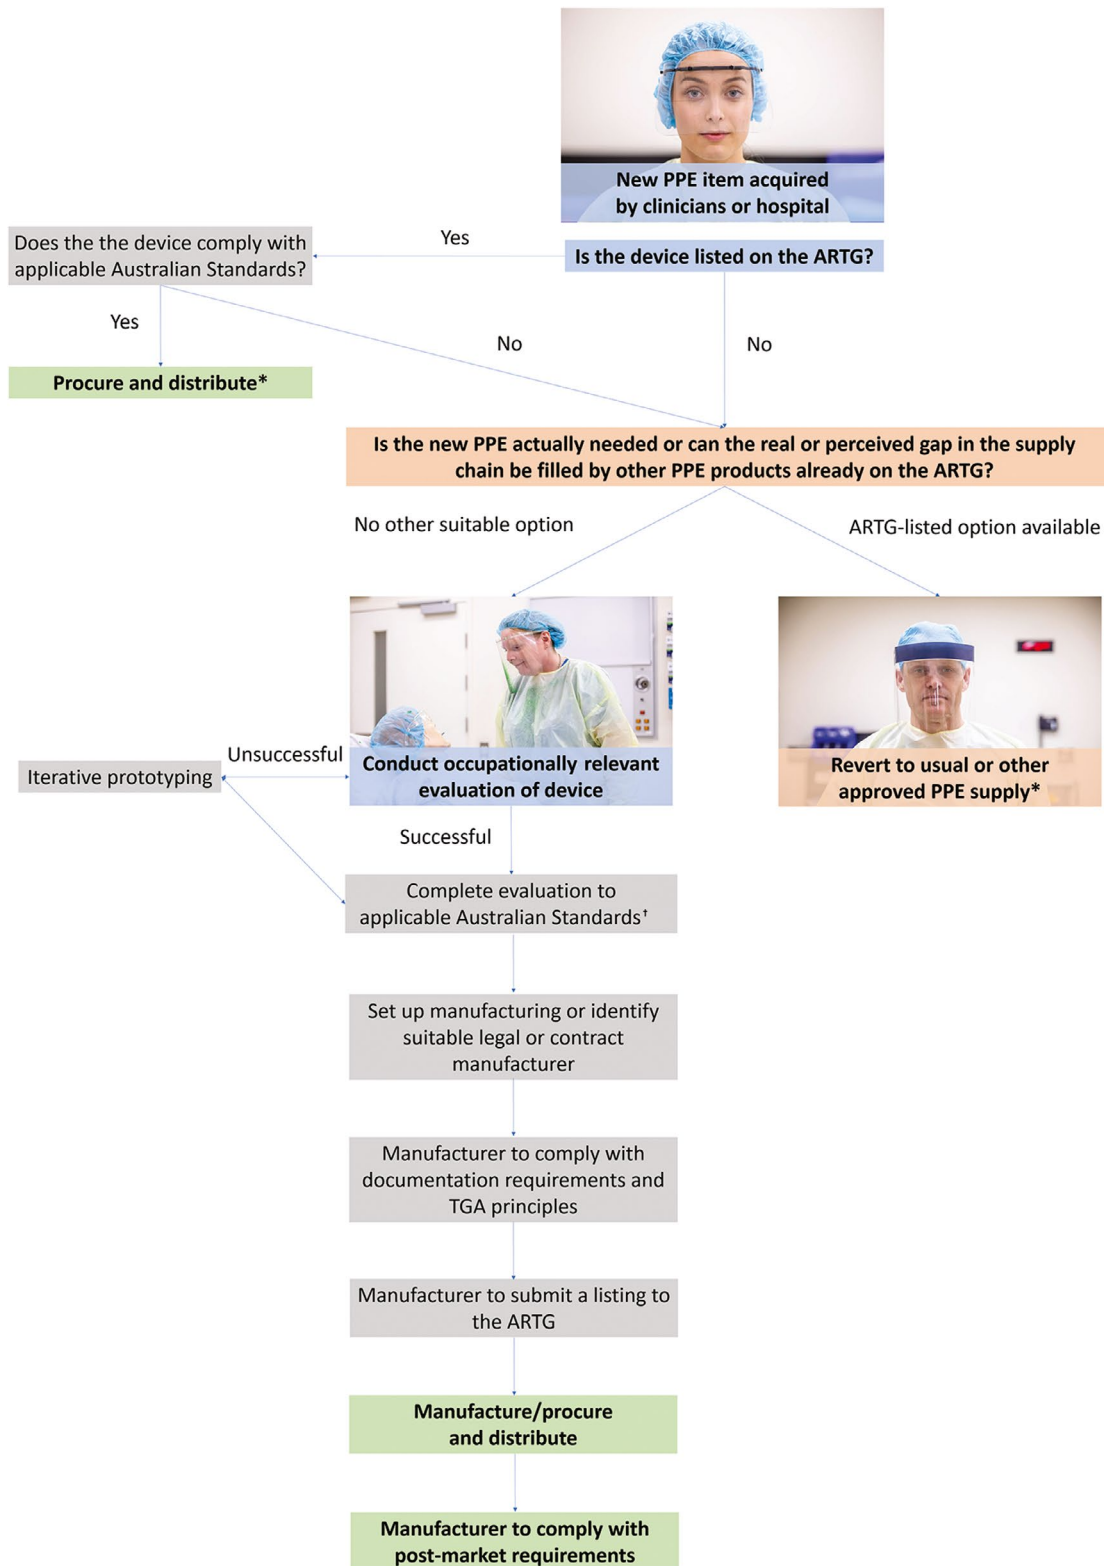 New PPE item acquired
by clinicians or hospital
Is the device listed on the ARTG?
Yes
Does the the device comply with
applicable Australian Standards?
Yes
No
No
Procure and distribute*
Is the new PPE actually needed or can the real or perceived gap in the supply
chain be filled by other PPE products already on the ARTG?
No other suitable option
ARTG-listed option available
Conduct occupationally relevant
evaluation of device
Revert to usual or other
approved PPE supply*
Unsuccessful
Iterative prototyping
Successful
Complete evaluation to
applicable Australian Standards†
Set up manufacturing or identify
suitable legal or contract
manufacturer
Manufacturer to comply with
documentation requirements and
TGA principles
Manufacturer to submit a listing to
the ARTG
Manufacture/procure
and distribute
Manufacturer to comply with
post-market requirements